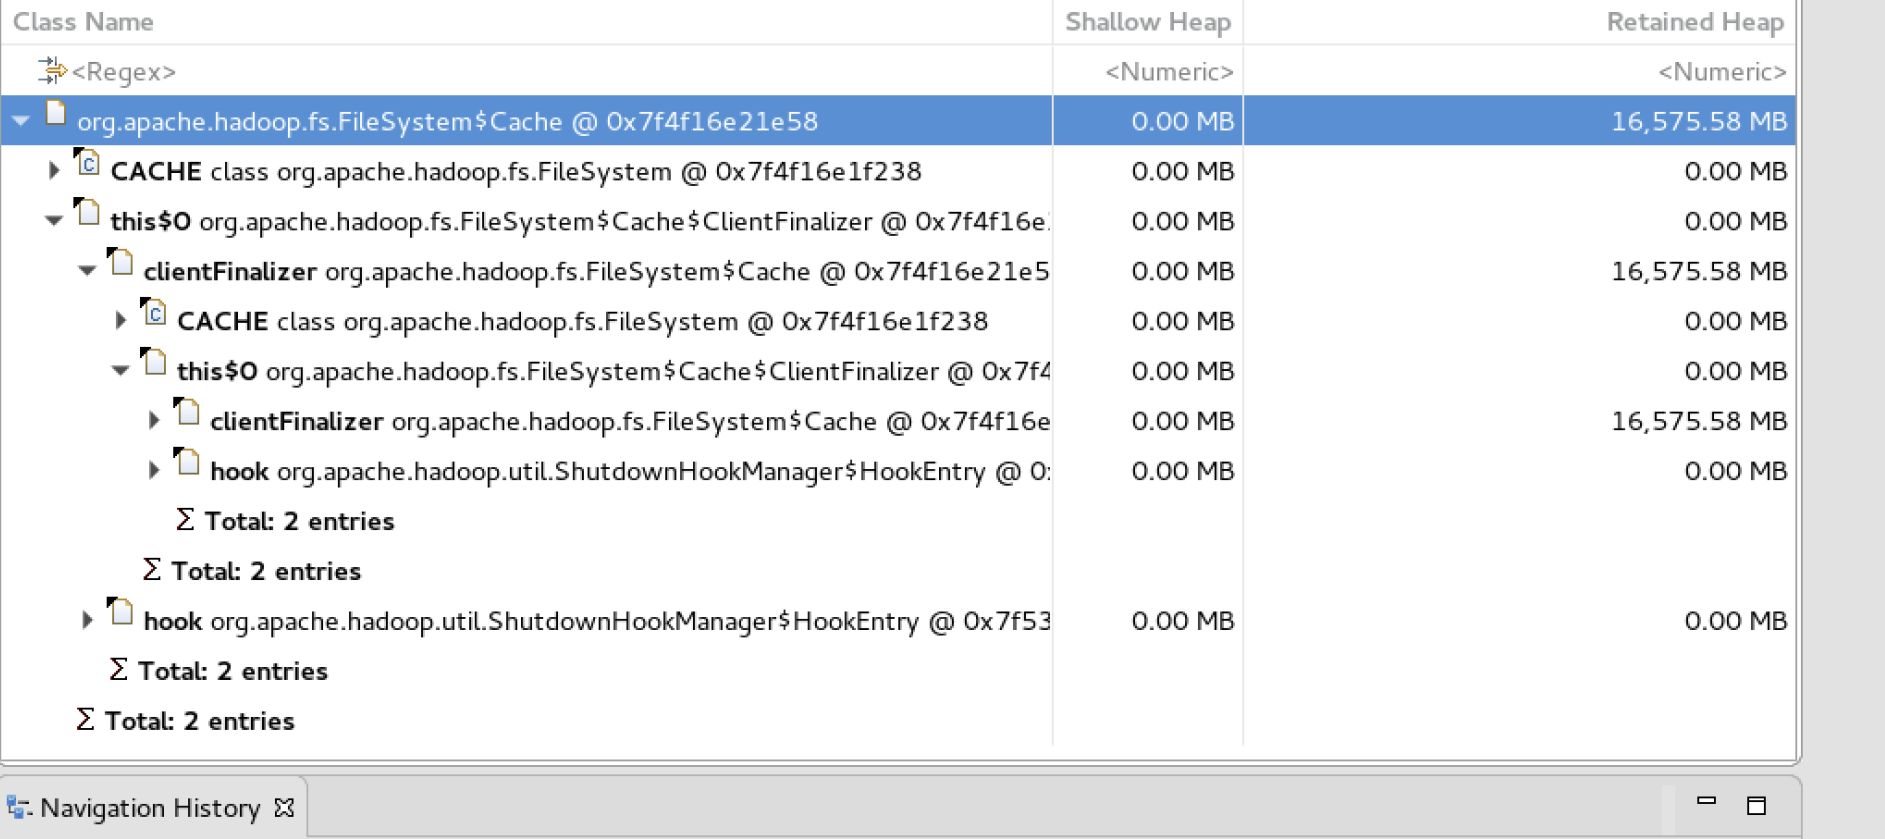 Class Name Shallow Heap Retained Heap
<Regex> <Numeric> <Numeric>
org.apache.hadoop.fs.FileSystem$Cache @ 0x7f4f16e21e58 0.00 MB 16,575.58 MB
CACHE class org.apache.hadoop.fs.FileSystem @ 0x7f4f16e1f238 0.00 MB 0.00 MB
this$0 org.apache.hadoop.fs.FileSystem$Cache$ClientFinalizer @ 0x7f4f16e 0.00 MB 0.00 MB
clientFinalizer org.apache.hadoop.fs.FileSystem$Cache @ 0x7f4f16e21e5 0.00 MB 16,575.58 MB
CACHE class org.apache.hadoop.fs.FileSystem @ 0x7f4f16e1f238 0.00 MB 0.00 MB
this$0 org.apache.hadoop.fs.FileSystem$Cache$ClientFinalizer @ 0x7f4 0.00 MB 0.00 MB
clientFinalizer org.apache.hadoop.fs.FileSystem$Cache @ 0x7f4f16e 0.00 MB 16,575.58 MB
hook org.apache.hadoop.util.ShutdownHookManager$HookEntry @ 0x 0.00 MB 0.00 MB
Σ Total: 2 entries
Σ Total: 2 entries
hook org.apache.hadoop.util.ShutdownHookManager$HookEntry @ 0x7f53 0.00 MB 0.00 MB
Σ Total: 2 entries
Σ Total: 2 entries
Navigation History